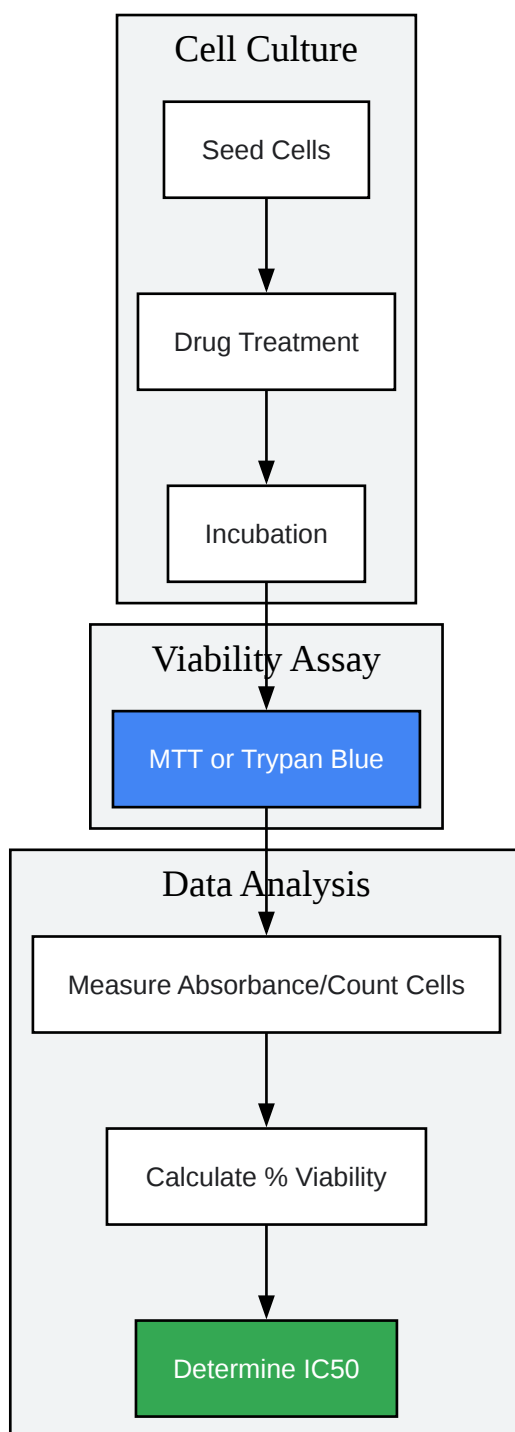 Cell Culture
Seed Cells
Drug Treatment
Incubation
Viability Assay
MTT or Trypan Blue
Data Analysis
Measure Absorbance/Count Cells
Calculate % Viability
Determine IC50